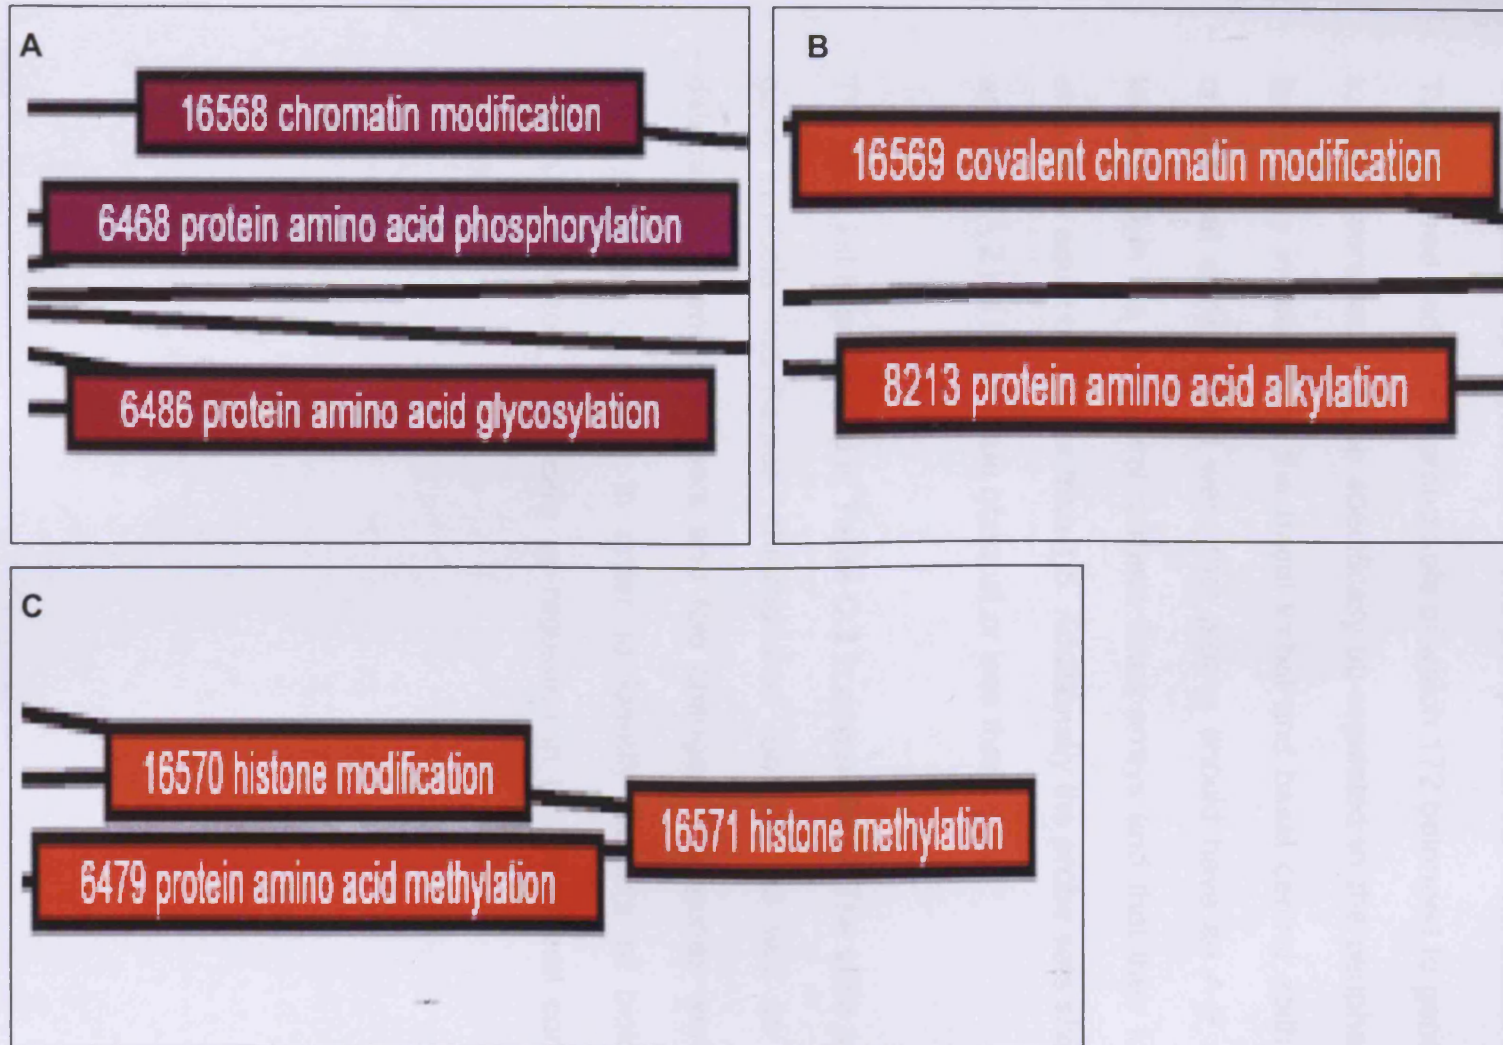 A
16568 chromatin modification
6468 protein amino acid phosphorylation
6486 protein amino acid glycosylation
B
16569 covalent chromatin modification
8213 protein amino acid alkylation
C
16570 histone modification
6479 protein amino acid methylation
16571 histone methylation